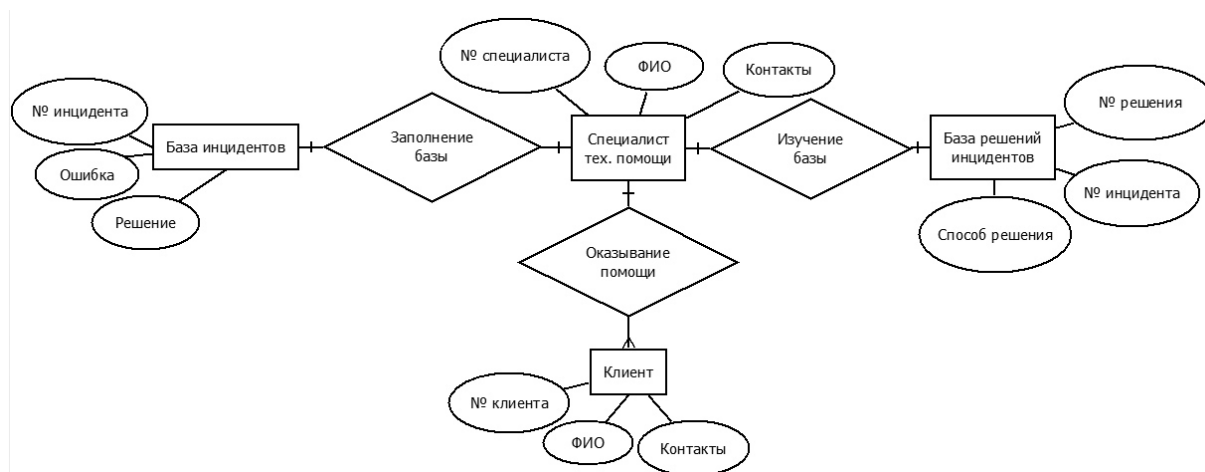 № специалиста
ФИО
Контакты
№ инцидента
База инцидентов
Ошибка
Решение
Заполнение
базы
Специалист
тех. помощи
Изучение
базы
База решений
инцидентов
№ решения
№ инцидента
Способ решения
Оказывание
помощи
Клиент
№ клиента
ФИО
Контакты